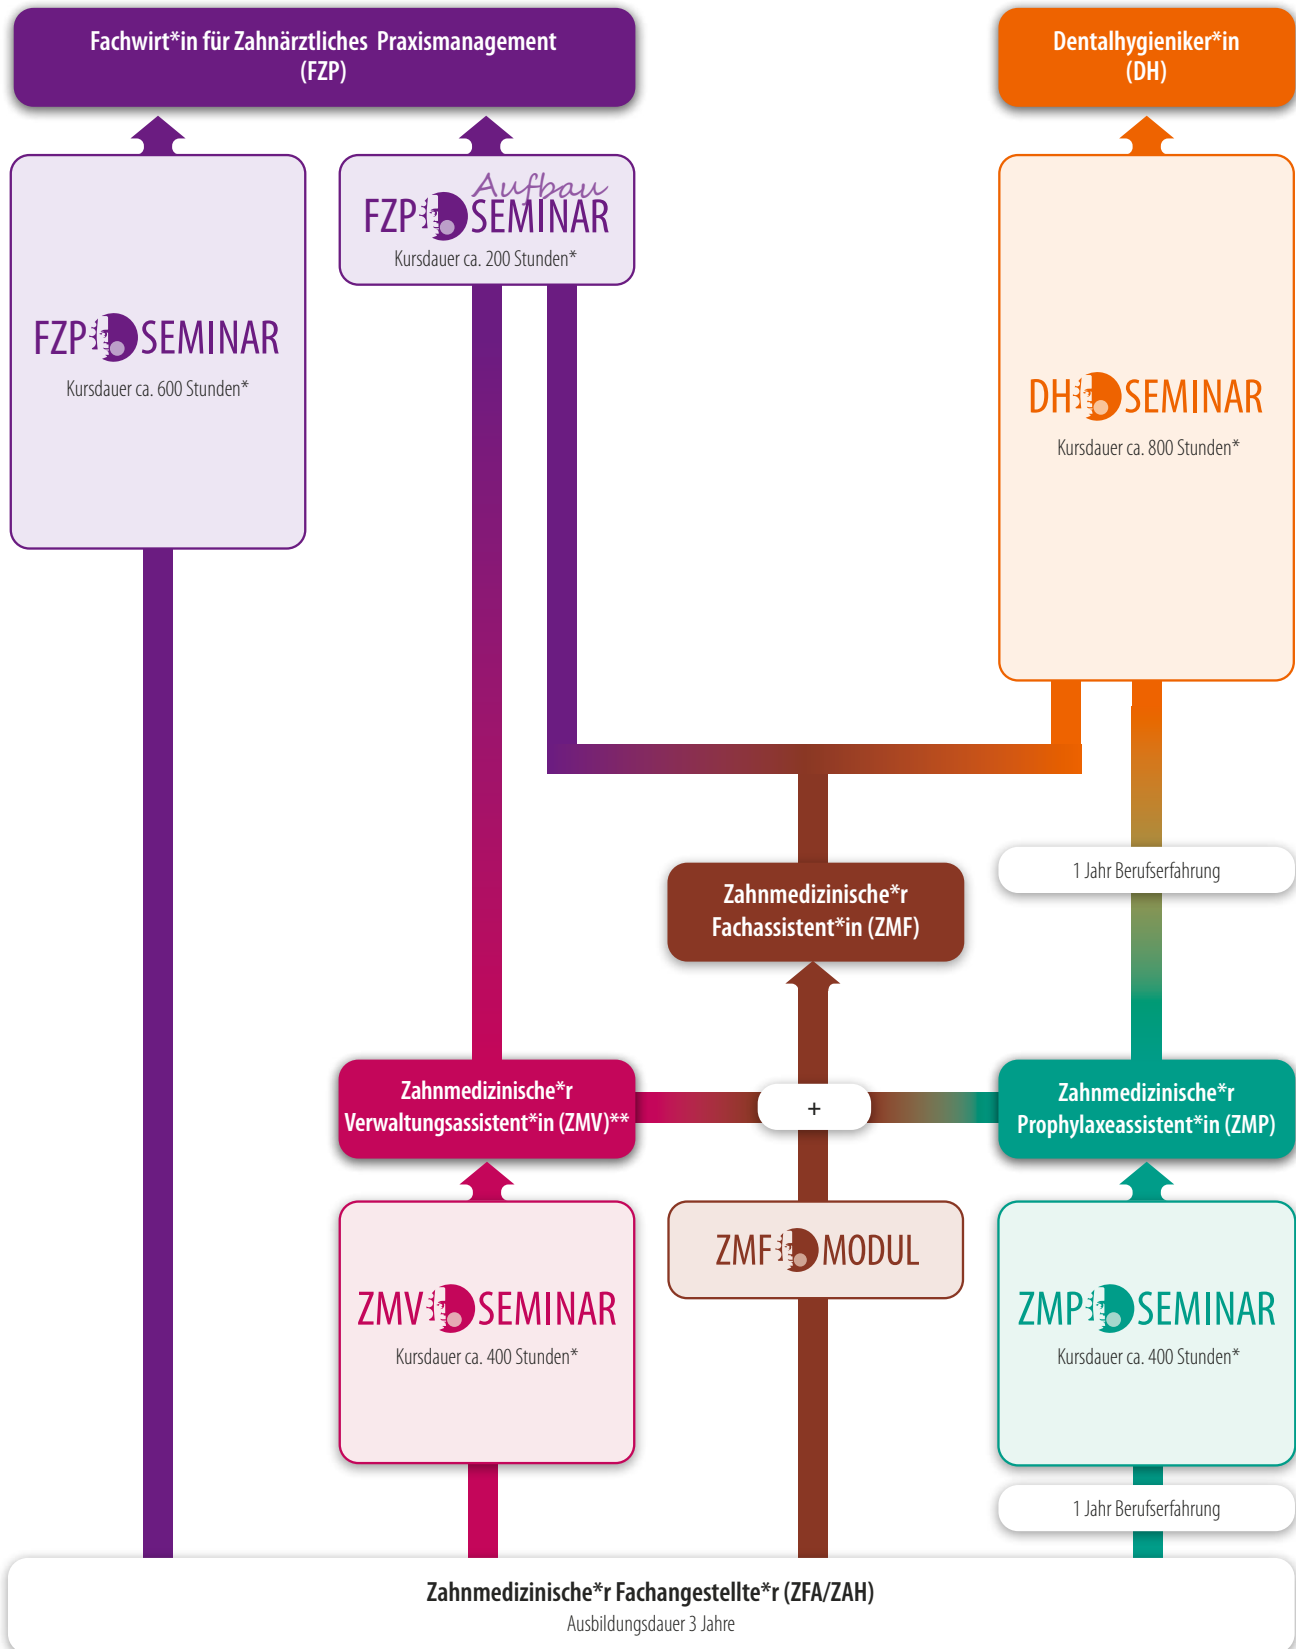 Fachwirt*in für Zahnärztliches Praxismanagement
(FZP)
Dentalhygieniker*in
(DH)
Aufbau
FZP SEMINAR
Kursdauer ca. 200 Stunden*
FZP SEMINAR
Kursdauer ca. 600 Stunden*
DH SEMINAR
Kursdauer ca. 800 Stunden*
1 Jahr Berufserfahrung
Zahnmedizinische*r
Fachassistent*in (ZMF)
Zahnmedizinische*r
Verwaltungsassistent*in (ZMV)**
+
Zahnmedizinische*r
Prophylaxeassistent*in (ZMP)
ZMF MODUL
ZMV SEMINAR
Kursdauer ca. 400 Stunden*
ZMP SEMINAR
Kursdauer ca. 400 Stunden*
1 Jahr Berufserfahrung
Zahnmedizinische*r Fachangestellte*r (ZFA/ZAH)
Ausbildungsdauer 3 Jahre